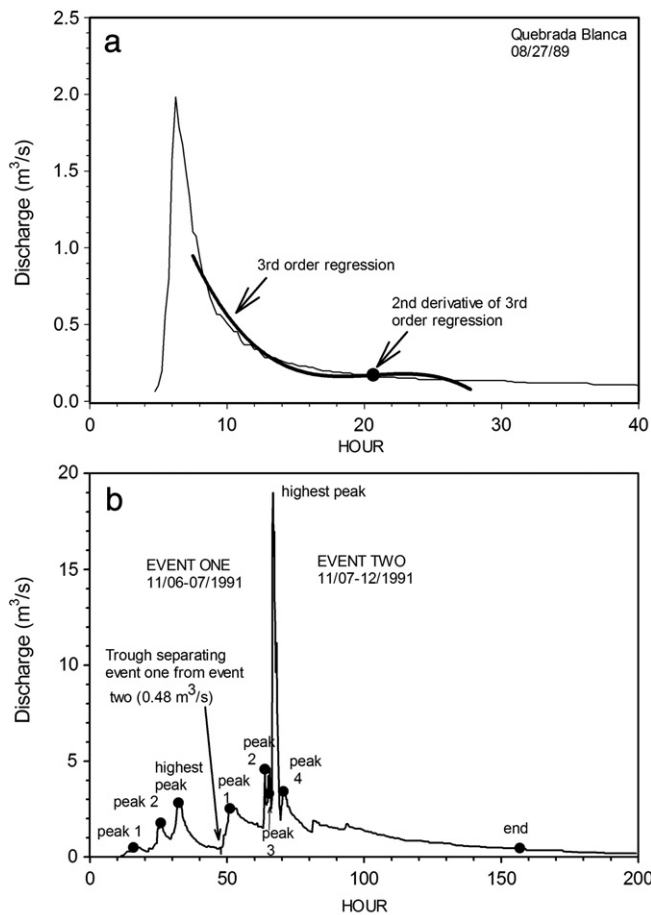 a
Quebrada Blanca
08/27/89
2.5
2.0
1.5
1.0
0.5
0.0
Discharge (m³/s)
3rd order regression
2nd derivative of 3rd
order regression
0
10
20
30
40
HOUR
b
20
16
12
8
4
0
Discharge (m³/s)
highest peak
EVENT ONE
11/06-07/1991
EVENT TWO
11/07-12/1991
Trough separating
event one from event
two (0.48 m³/s)
peak 1
peak 2
highest
peak
peak
1
peak
2
peak
3
peak
4
end
0
50
100
150
200
HOUR